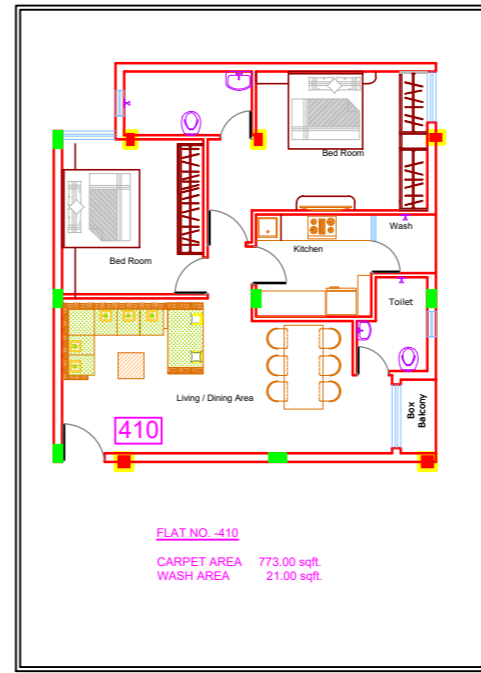 Bed Room
Wash
Kitchen
Bed Room
Toilet
Living / Dining Area
Box
Balcony
410
FLAT NO. -410
CARPET AREA 773.00 sqft.
WASH AREA 21.00 sqft.